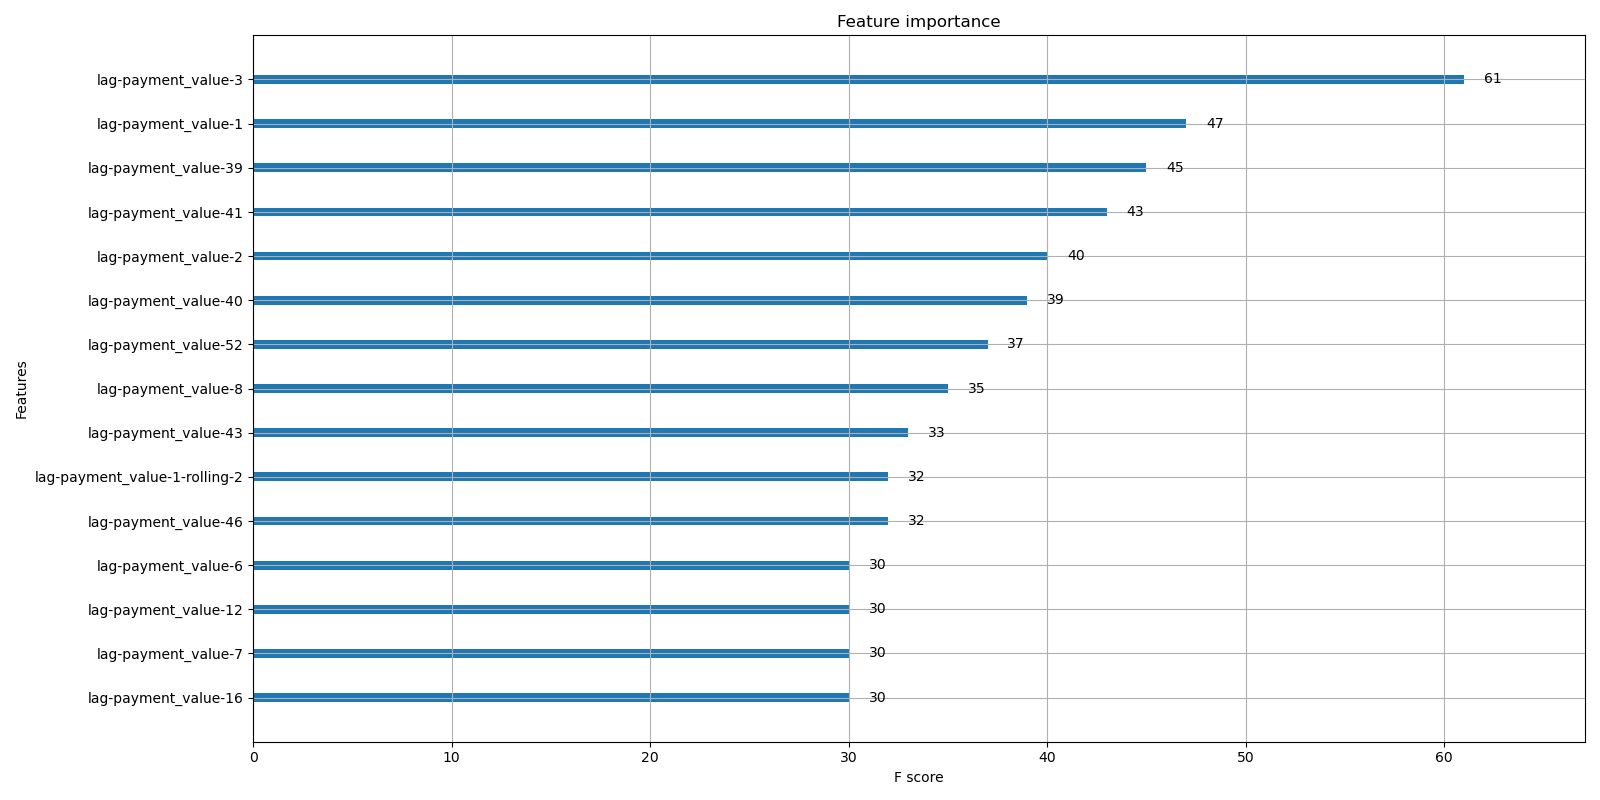 Feature importance
lag-payment_value-3 61
lag-payment_value-1 47
lag-payment_value-39 45
lag-payment_value-41 43
lag-payment_value-2 40
lag-payment_value-40 39
lag-payment_value-52 37
lag-payment_value-8 35
lag-payment_value-43 33
lag-payment_value-1-rolling-2 32
lag-payment_value-46 32
lag-payment_value-6 30
lag-payment_value-12 30
lag-payment_value-7 30
lag-payment_value-16 30
Features
0 10 20 30 40 50 60
F score